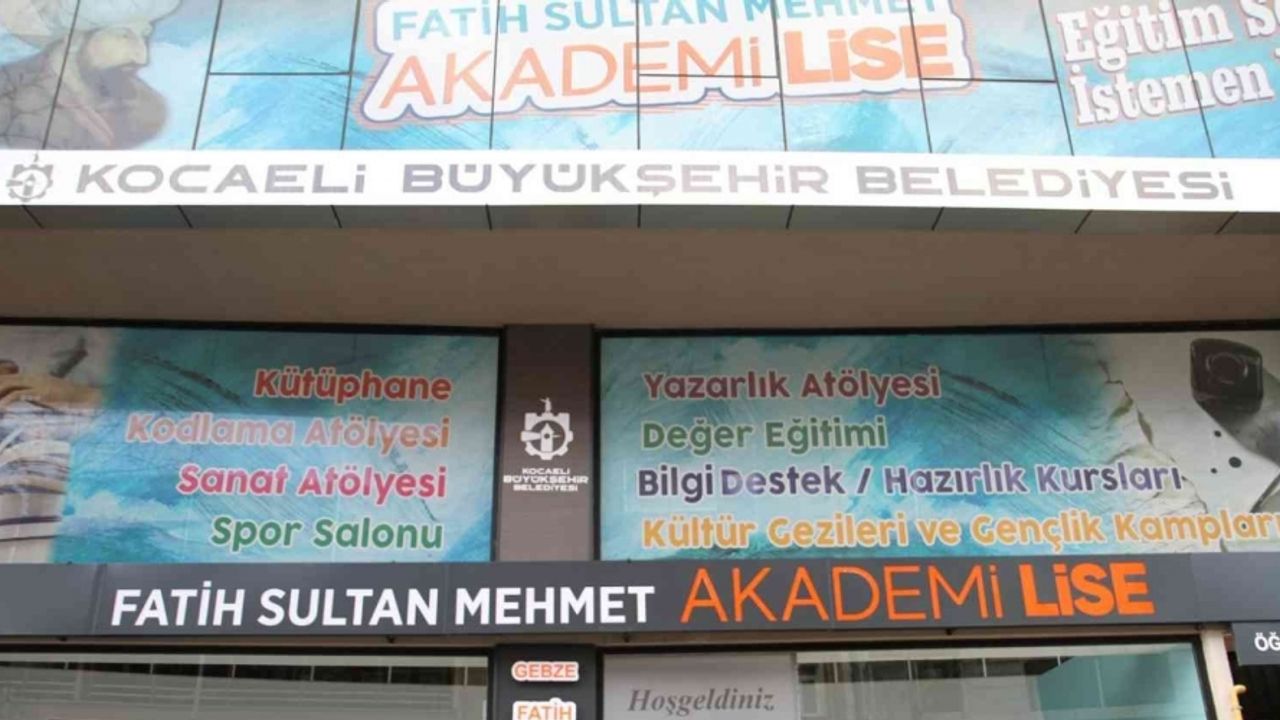 FATİH SULTAN MEHMET
AKADEMİ LİSE
Eğitim
İstemen
KOCAELİ BÜYÜKŞEHİR BELEDİYESİ
Kütüphane
Kodlama Atölyesi
Sanat Atölyesi
Spor Salonu
KOCAELİ
BÜYÜKŞEHİR
BELEDİYESİ
Yazarlık Atölyesi
Değer Eğitimi
Bilgi Destek / Hazırlık Kursları
Kültür Gezileri ve Gençlik Kampları
FATİH SULTAN MEHMET AKADEMİ LİSE
GEBZE
FATİH
Hoşgeldiniz